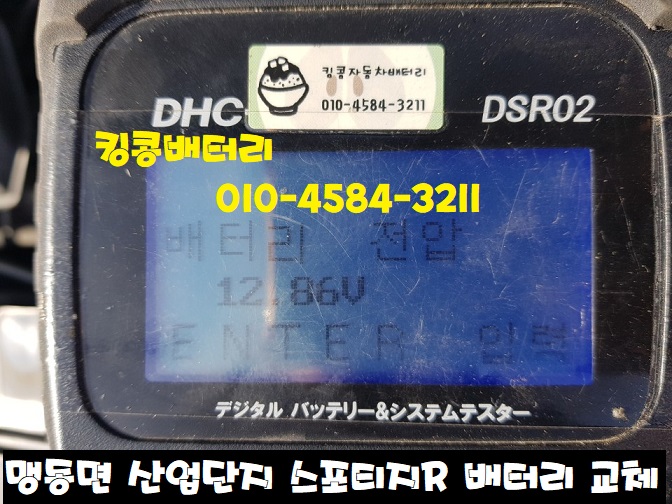 킹콩자동차배터리
010-4584-3211
DHC
DSR02
킹콩배터리
010-4584-3211
배터리 전압
12.86V
ENTER 입력
デジタル バッテリー&システムテスター
맹동면 산업단지 스포티지R 배터리 교체